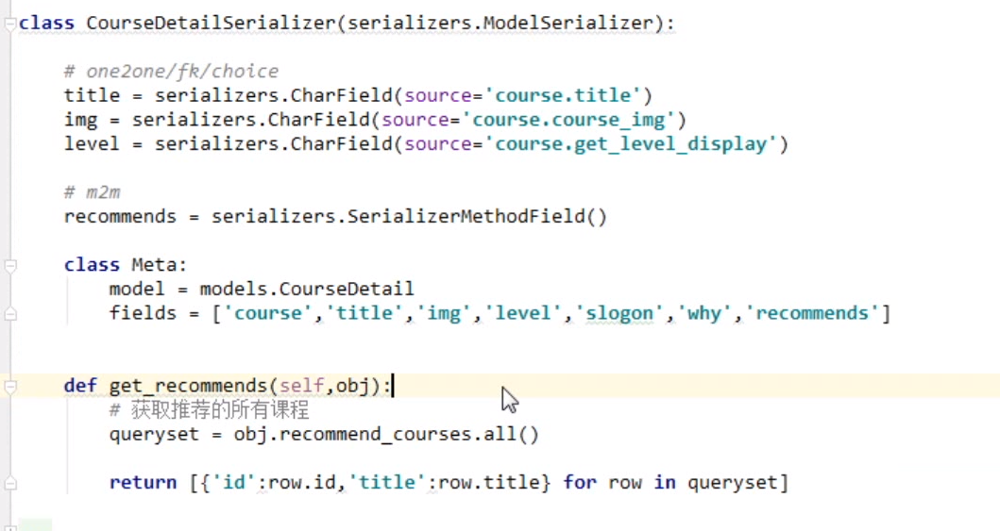 class CourseDetailSerializer(serializers.ModelSerializer):
# one2one/fk/choice
title = serializers.CharField(source='course.title')
img = serializers.CharField(source='course.course_img')
level = serializers.CharField(source='course.get_level_display')
# m2m
recommends = serializers.SerializerMethodField()
class Meta:
model = models.CourseDetail
fields = ['course','title','img','level','slogon','why','recommends']
def get_recommends(self,obj):
# 获取推荐的所有课程
queryset = obj.recommend_courses.all()
return [{'id':row.id,'title':row.title} for row in queryset]